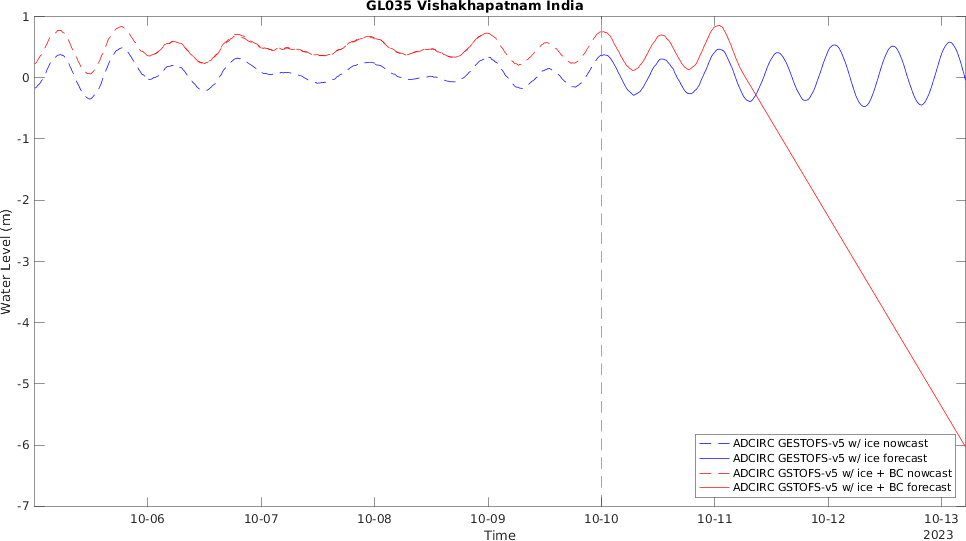 GL035 Vishakhapatnam India
1
0
-1
-2
-3
-4
-5
-6
-7
Water Level (m)
ADCIRC GESTOFS-v5 w/ ice nowcast
ADCIRC GESTOFS-v5 w/ ice forecast
ADCIRC GSTOFS-v5 w/ ice + BC nowcast
ADCIRC GSTOFS-v5 w/ ice + BC forecast
10-06 10-07 10-08 10-09 10-10 10-11 10-12 10-13
Time 2023